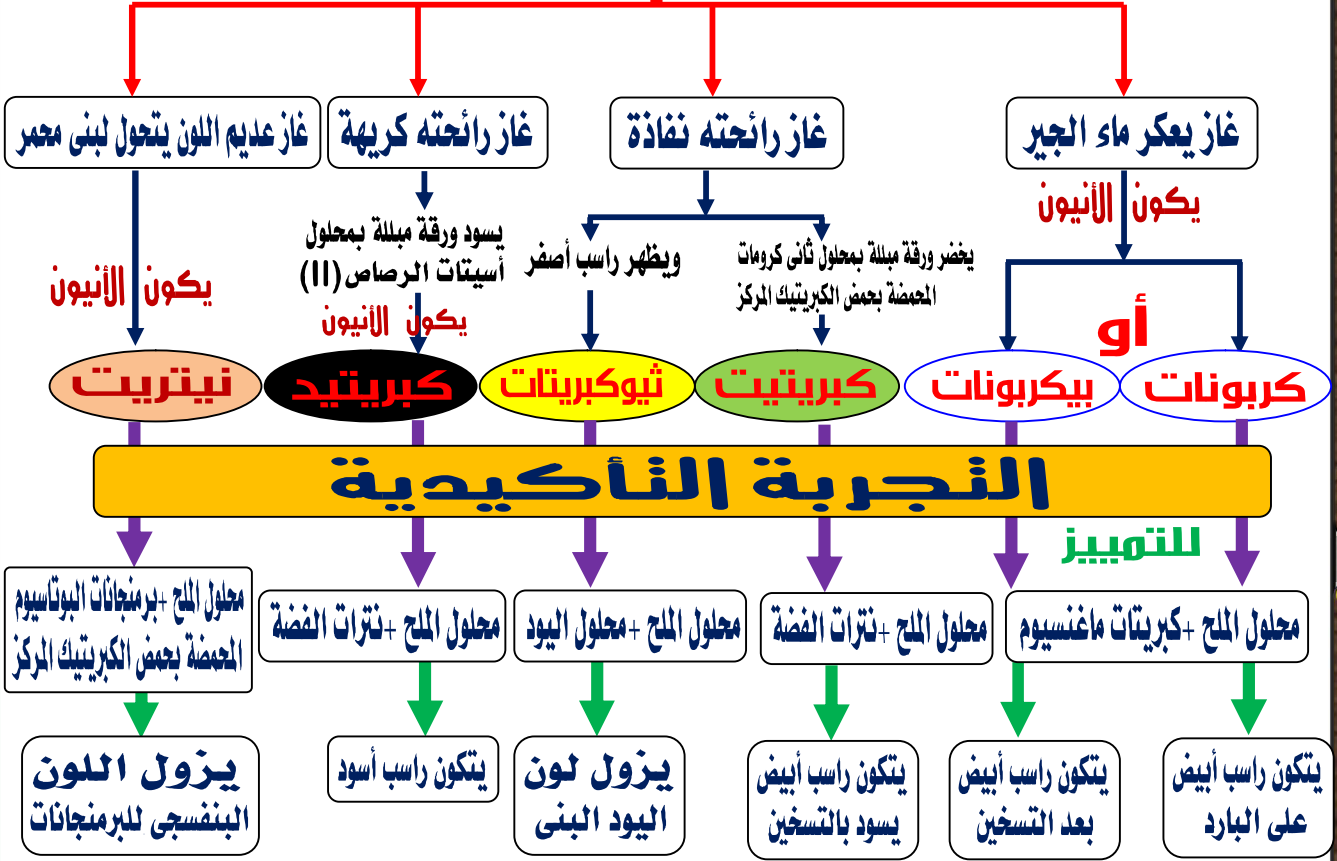 غاز يعكر ماء الجير
غاز رائحته نفاذة
غاز رائحته كريهة
غاز عديم اللون يتحول لبنى محمر
يكون الأنيون
يخضر ورقة مبللة بمحلول ثانى كرومات
المحمضة بحمض الكبريتيك المركز
ويظهر راسب أصفر
يسود ورقة مبللة بمحلول
أسيتات الرصاص (II)
يكون الأنيون
يكون الأنيون
أو
كربونات
بيكربونات
كبريتيت
ثيوكبريتات
كبريتيد
نيتريت
التجربة التأكيدية
للتمييز
محلول الملح +كبريتات ماغنسيوم
محلول الملح +نترات الفضة
محلول الملح +محلول اليود
محلول الملح +نترات الفضة
محلول الملح +برمنجانات البوتاسيوم
المحمضة بحمض الكبريتيك المركز
يتكون راسب أبيض
على البارد
يتكون راسب أبيض
بعد التسخين
يتكون راسب أبيض
يسود بالتسخين
يزول لون
اليود البنى
يتكون راسب أسود
يزول اللون
البنفسجى للبرمنجانات